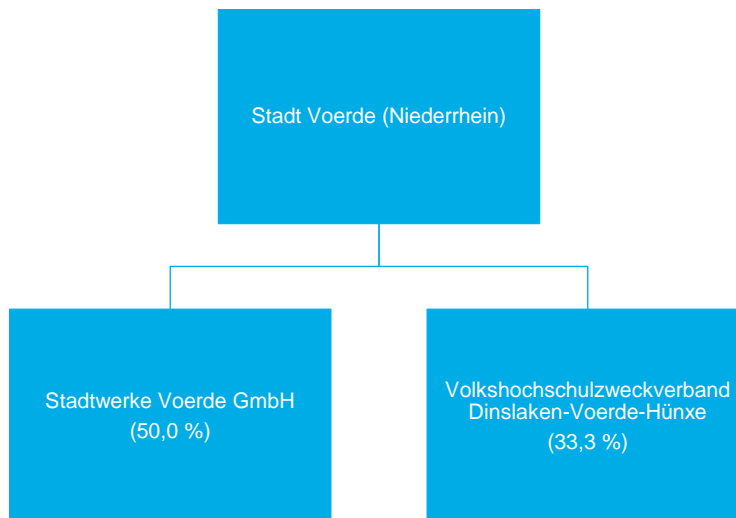 Stadt Voerde (Niederrhein)
Stadtwerke Voerde GmbH
(50,0 %)
Volkshochschulzweckverband
Dinslaken-Voerde-Hünxe
(33,3 %)